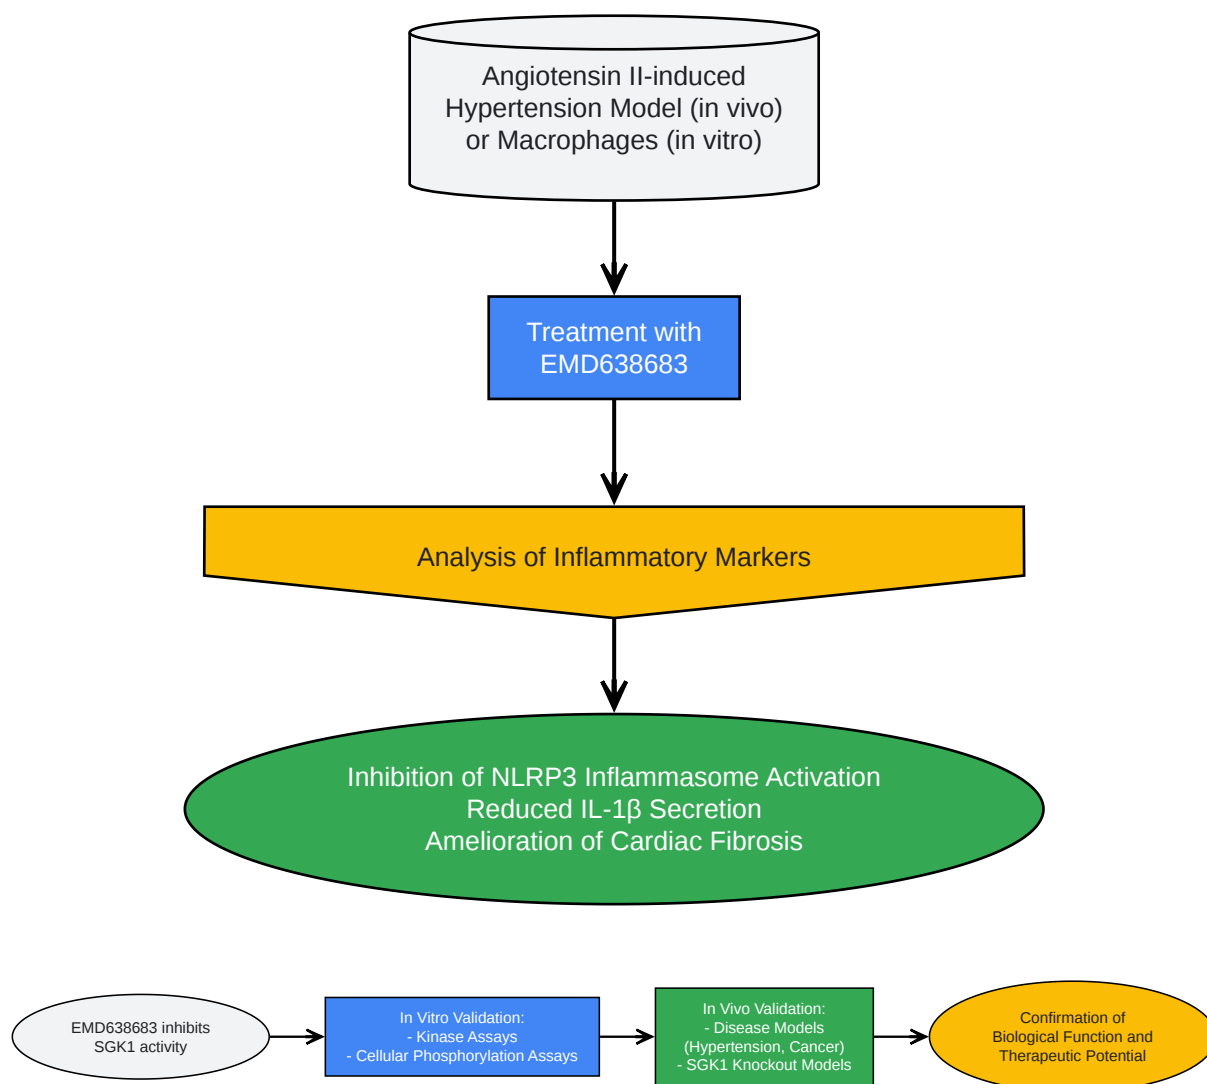 Angiotensin II-induced
Hypertension Model (in vivo)
or Macrophages (in vitro)
Treatment with
EMD638683
Analysis of Inflammatory Markers
Inhibition of NLRP3 Inflammasome Activation
Reduced IL-1β Secretion
Amelioration of Cardiac Fibrosis
EMD638683 inhibits
SGK1 activity
In Vitro Validation:
- Kinase Assays
- Cellular Phosphorylation Assays
In Vivo Validation:
- Disease Models
(Hypertension, Cancer)
- SGK1 Knockout Models
Confirmation of
Biological Function and
Therapeutic Potential